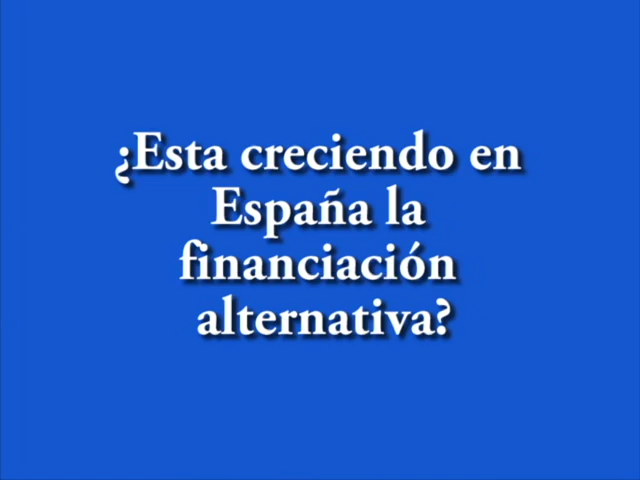 ¿Esta creciendo en
España la
financiación
alternativa?